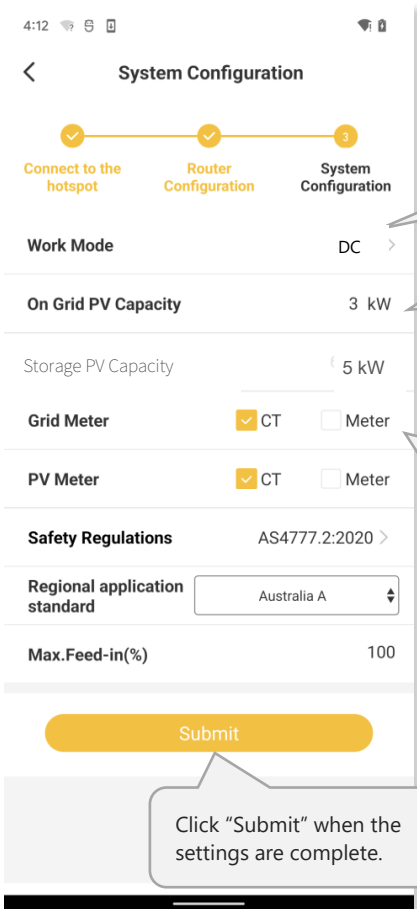 4:12
System Configuration
3
Connect to the
hotspot
Router
Configuration
System
Configuration
Work Mode DC
On Grid PV Capacity 3 kW
Storage PV Capacity 5 kW
Grid Meter CT Meter
PV Meter CT Meter
Safety Regulations AS4777.2:2020
Regional application
standard
Australia A
Max.Feed-in(%) 100
Submit
Click “Submit” when the
settings are complete.